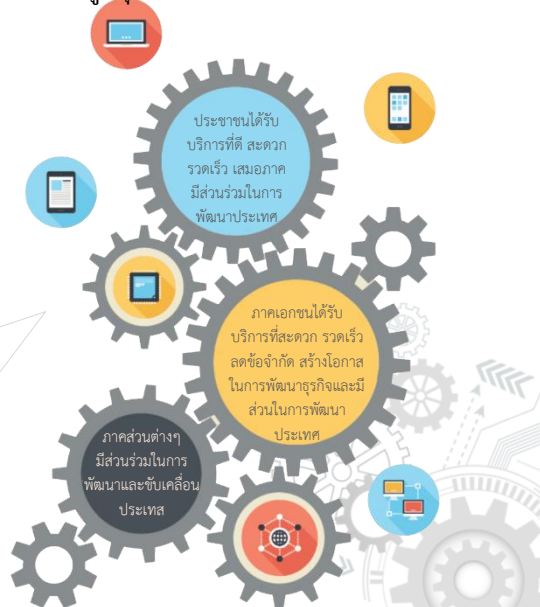 ประชาชนได้รับ
บริการที่ดี สะดวก
รวดเร็ว เสมอภาค
มีส่วนร่วมในการ
พัฒนาประเทศ
ภาคเอกชนได้รับ
บริการที่สะดวก รวดเร็ว
ลดข้อจำกัด สร้างโอกาส
ในการพัฒนาธุรกิจและมี
ส่วนในการพัฒนา
ประเทศ
ภาคส่วนต่างๆ
มีส่วนร่วมในการ
พัฒนาและขับเคลื่อน
ประเทส